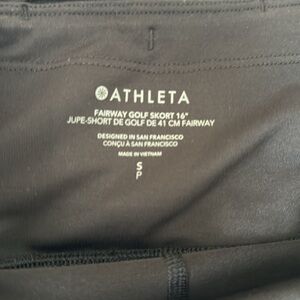 ATHLETA
FAIRWAY GOLF SKORT 16"
JUPE-SHORT DE GOLF DE 41 CM FAIRWAY
DESIGNED IN SAN FRANCISCO
CONÇU À SAN FRANCISCO
MADE IN VIETNAM
S
P